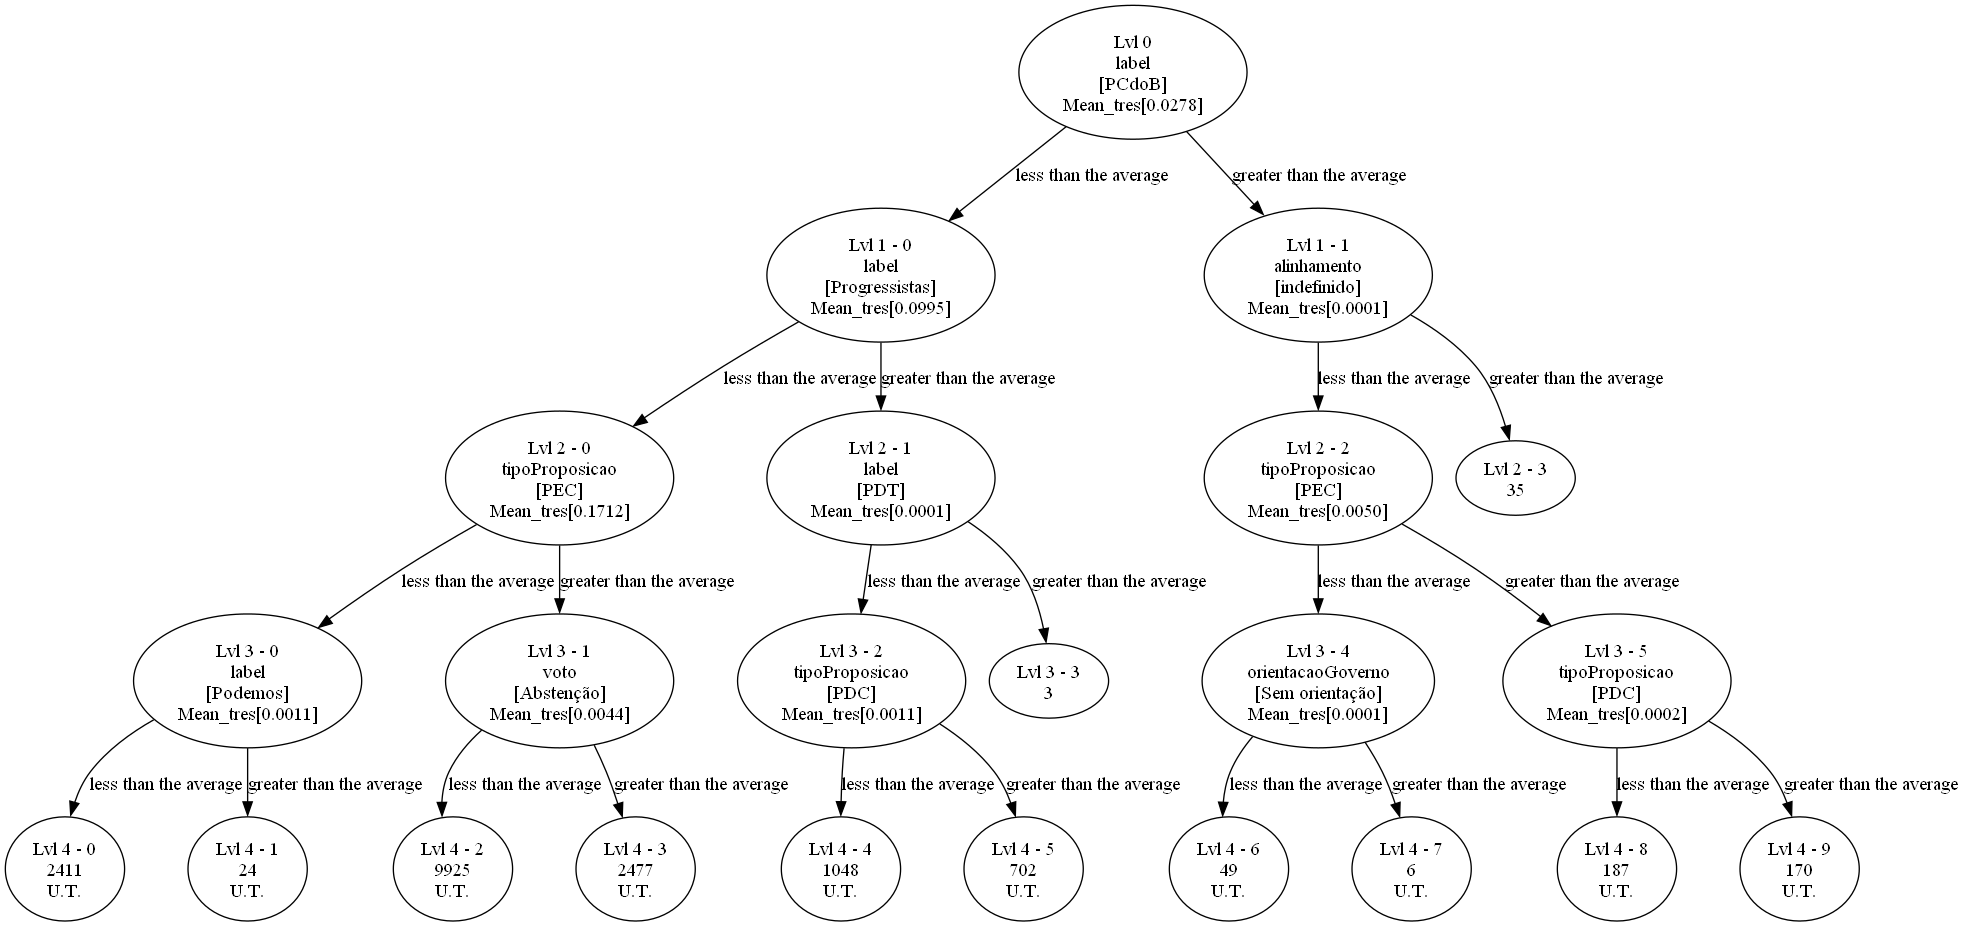 Lvl 0
label
[PCdoB]
Mean_tres[0.0278]
less than the average
greater than the average
Lvl 1 - 0
label
[Progressistas]
Mean_tres[0.0995]
Lvl 1 - 1
alinhamento
[indefinido]
Mean_tres[0.0001]
less than the average
greater than the average
less than the average
greater than the average
Lvl 2 - 0
tipoProposicao
[PEC]
Mean_tres[0.1712]
Lvl 2 - 1
label
[PDT]
Mean_tres[0.0001]
Lvl 2 - 2
tipoProposicao
[PEC]
Mean_tres[0.0050]
Lvl 2 - 3
35
less than the average
greater than the average
less than the average
greater than the average
less than the average
greater than the average
Lvl 3 - 0
label
[Podemos]
Mean_tres[0.0011]
Lvl 3 - 1
voto
[Abstenção]
Mean_tres[0.0044]
Lvl 3 - 2
tipoProposicao
[PDC]
Mean_tres[0.0011]
Lvl 3 - 3
3
Lvl 3 - 4
orientacaoGoverno
[Sem orientação]
Mean_tres[0.0001]
Lvl 3 - 5
tipoProposicao
[PDC]
Mean_tres[0.0002]
less than the average
greater than the average
less than the average
greater than the average
less than the average
greater than the average
less than the average
greater than the average
less than the average
greater than the average
Lvl 4 - 0
2411
U.T.
Lvl 4 - 1
24
U.T.
Lvl 4 - 2
9925
U.T.
Lvl 4 - 3
2477
U.T.
Lvl 4 - 4
1048
U.T.
Lvl 4 - 5
702
U.T.
Lvl 4 - 6
49
U.T.
Lvl 4 - 7
6
U.T.
Lvl 4 - 8
187
U.T.
Lvl 4 - 9
170
U.T.